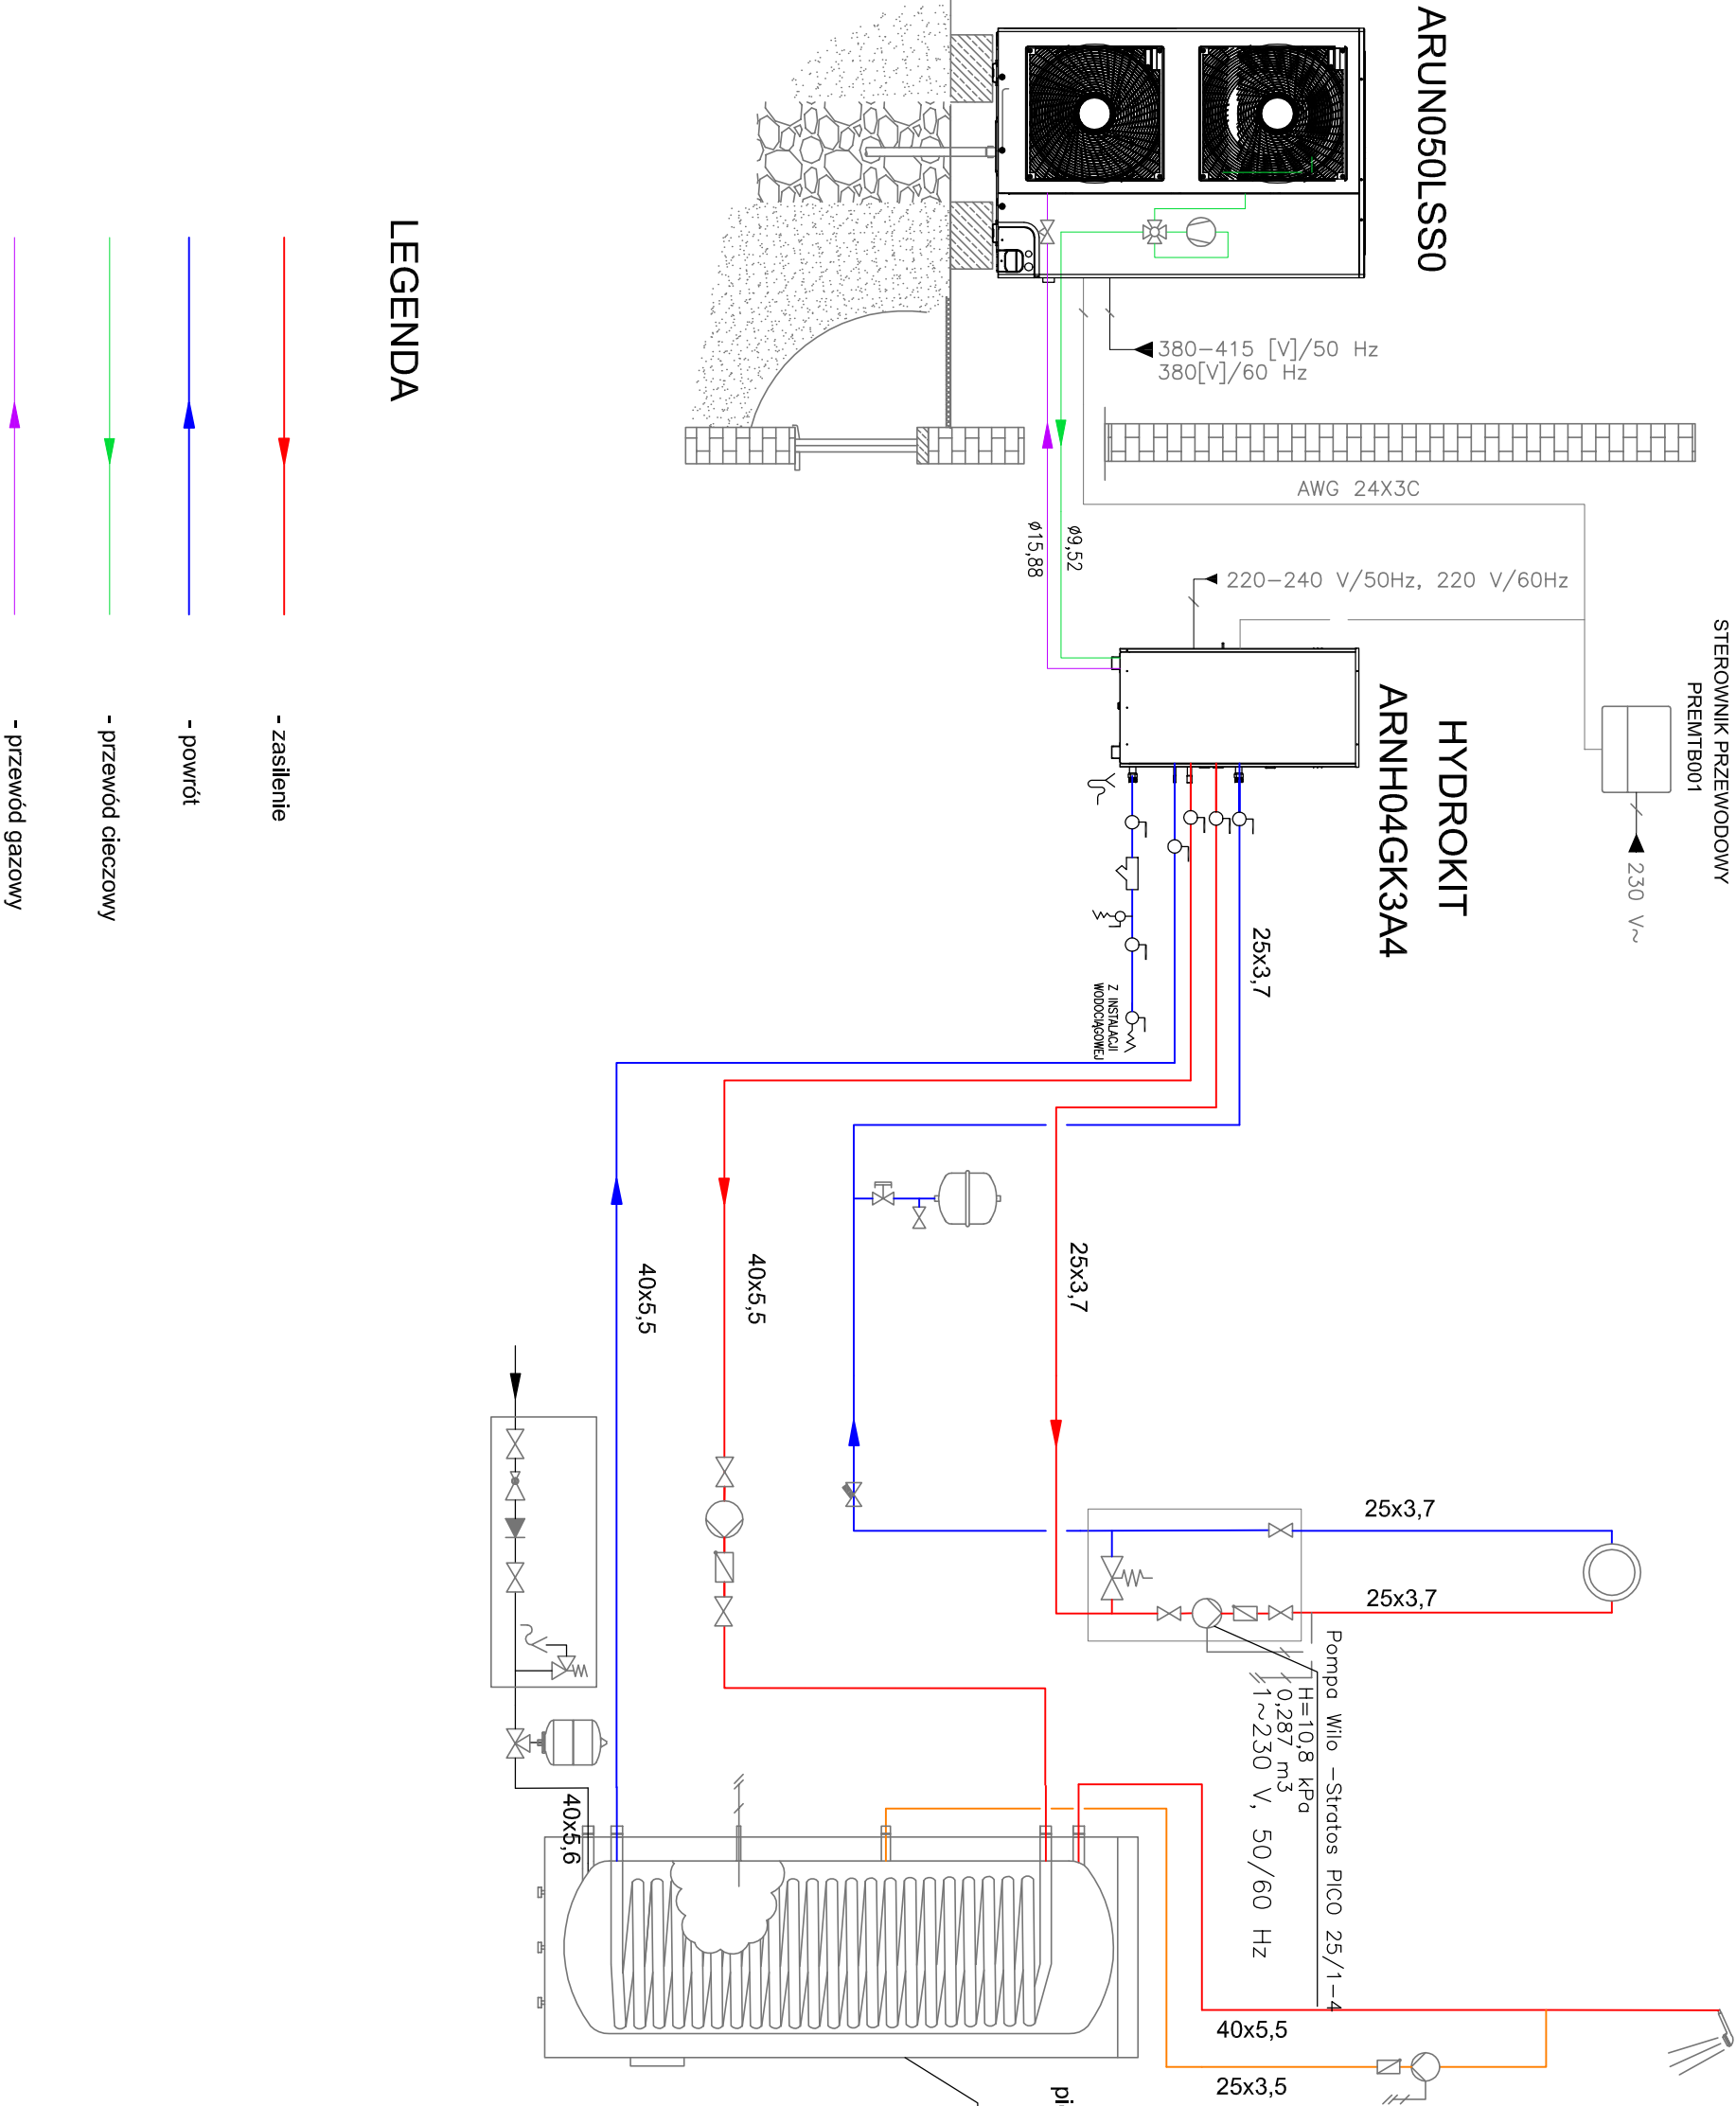 ARUN050LSS0
380-415 [V]/50 Hz
380[V]/60 Hz
AWG 24X3C
ø9,52
ø15,88
220-240 V/50Hz, 220 V/60Hz
STEROWNIK PRZEWODOWY
PREMTB001
230 V~
HYDROKIT
ARNH04GK3A4
25x3,7
Z INSTALACJI
WODOCIĄGOWEJ
25x3,7
40x5,5
40x5,5
25x3,7
25x3,7
Pompa Wilo -Stratos PICO 25/1-4
H=10,8 kPa
0,287 m3
1~230 V, 50/60 Hz
40x5,6
40x5,5
25x3,5
LEGENDA
- zasilenie
- powrót
- przewód cieczowy
- przewód gazowy